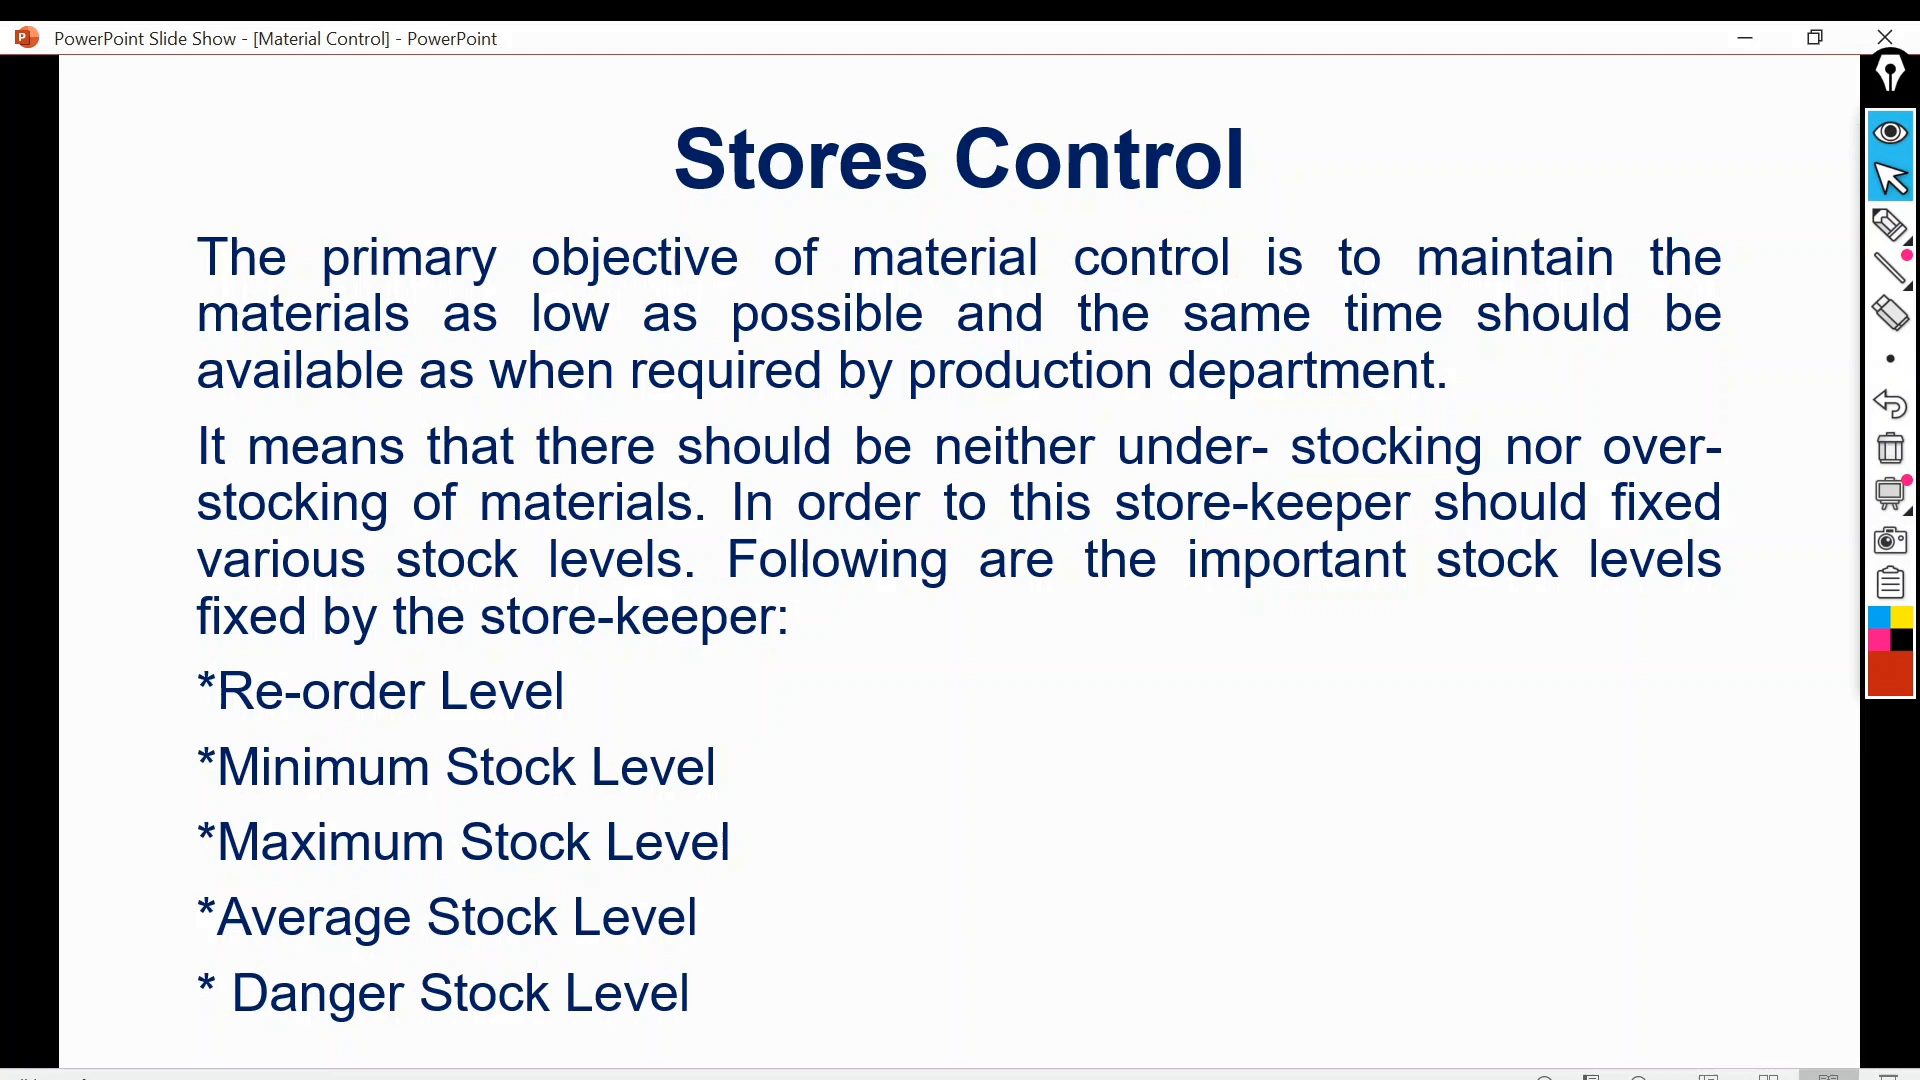 PowerPoint Slide Show - [Material Control] - PowerPoint
Stores Control
The primary objective of material control is to maintain the
materials as low as possible and the same time should be
available as when required by production department.
It means that there should be neither under- stocking nor over-
stocking of materials. In order to this store-keeper should fixed
various stock levels. Following are the important stock levels
fixed by the store-keeper:
*Re-order Level
*Minimum Stock Level
*Maximum Stock Level
*Average Stock Level
* Danger Stock Level